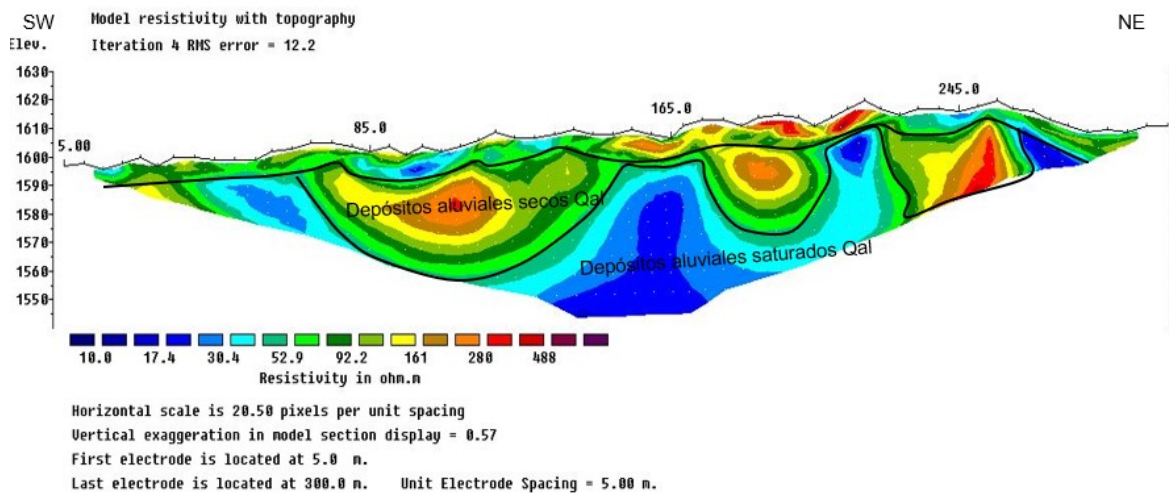 SW
Model resistivity with topography
NE
Elev.
Iteration 4 RMS error = 12.2
1630
1620
1610
1600
1590
1580
1570
1560
1550
5.00
85.0
165.0
245.0
Depósitos aluviales secos Qal
Depósitos aluviales saturados Qal
10.0 17.4 30.4 52.9 92.2 161 280 488
Resistivity in ohm.m
Horizontal scale is 20.50 pixels per unit spacing
Vertical exaggeration in model section display = 0.57
First electrode is located at 5.0 m.
Last electrode is located at 300.0 m. Unit Electrode Spacing = 5.00 m.